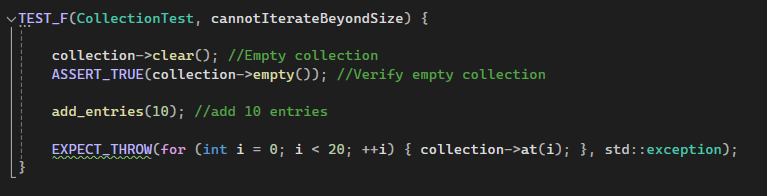 TEST_F(CollectionTest, cannotIterateBeyondSize) {
collection->clear(); //Empty collection
ASSERT_TRUE(collection->empty()); //Verify empty collection
add_entries(10); //add 10 entries
EXPECT_THROW(for (int i = 0; i < 20; ++i) { collection->at(i); }, std::exception);
}